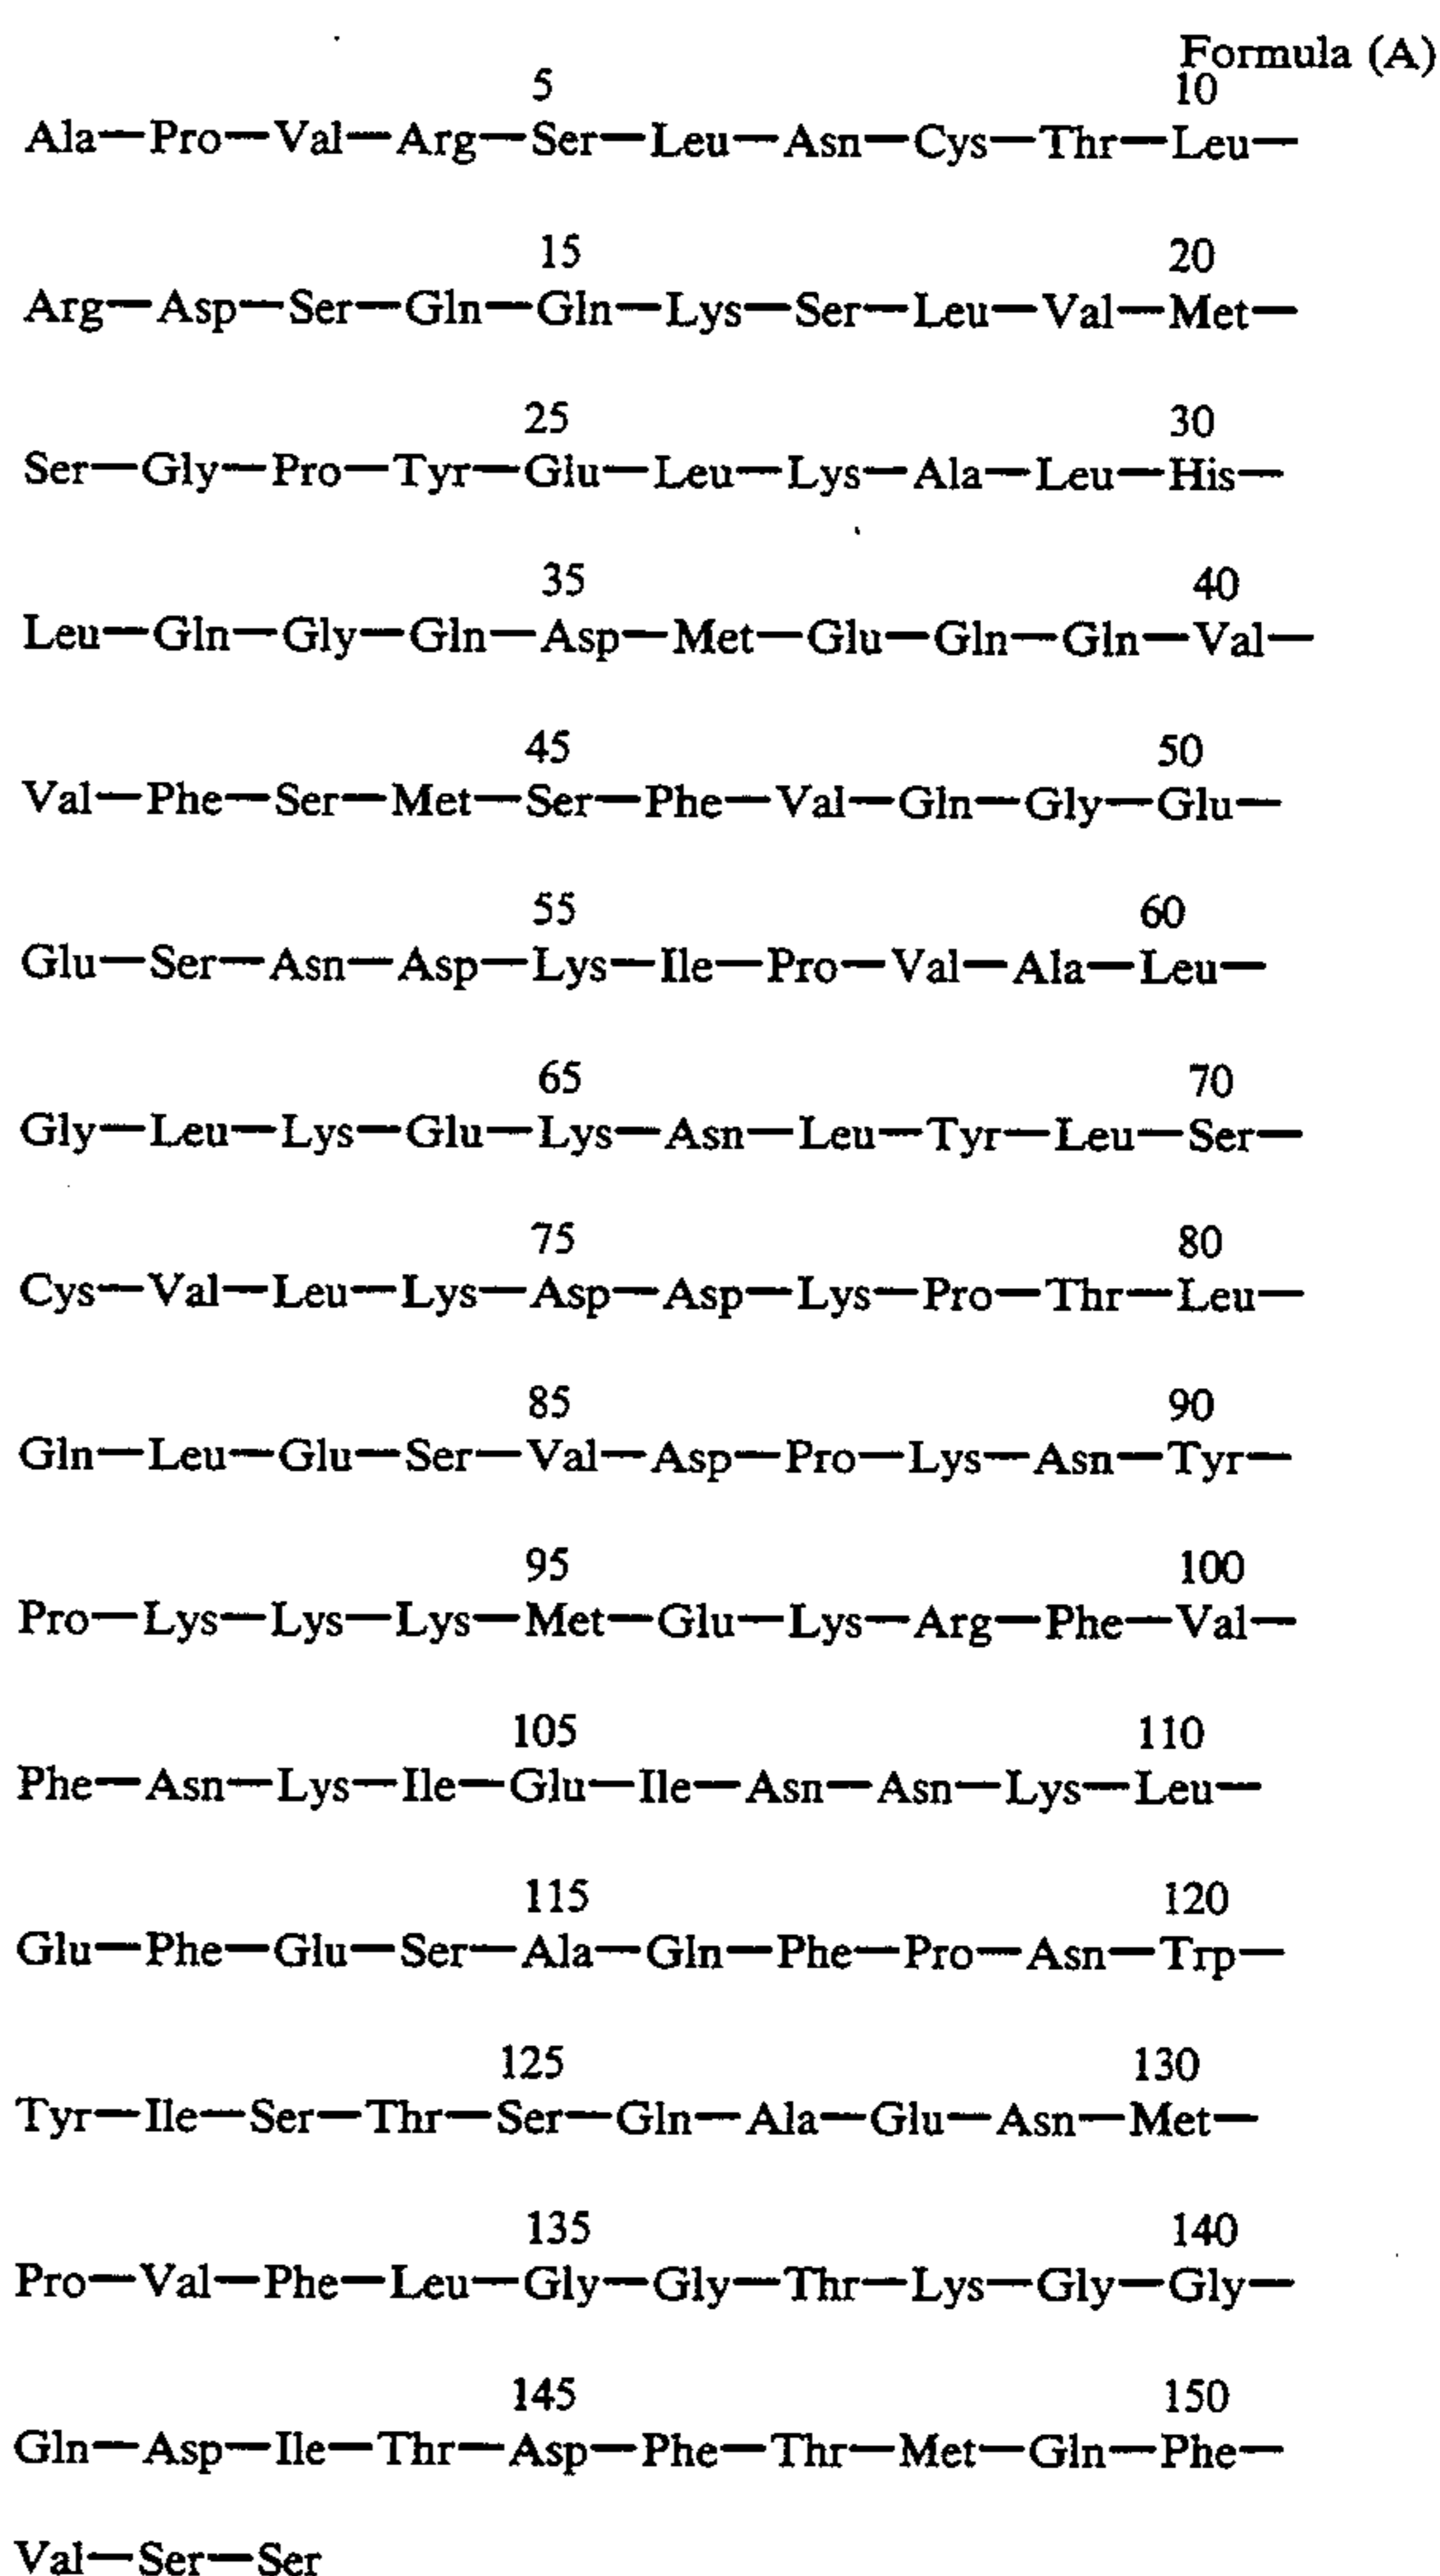 Formula (A)
5 10
Ala—Pro—Val—Arg—Ser—Leu—Asn—Cys—Thr—Leu—
15 20
Arg—Asp—Ser—Gln—Gln—Lys—Ser—Leu—Val—Met—
25 30
Ser—Gly—Pro—Tyr—Glu—Leu—Lys—Ala—Leu—His—
35 40
Leu—Gln—Gly—Gln—Asp—Met—Glu—Gln—Gln—Val—
45 50
Val—Phe—Ser—Met—Ser—Phe—Val—Gln—Gly—Glu—
55 60
Glu—Ser—Asn—Asp—Lys—Ile—Pro—Val—Ala—Leu—
65 70
Gly—Leu—Lys—Glu—Lys—Asn—Leu—Tyr—Leu—Ser—
75 80
Cys—Val—Leu—Lys—Asp—Asp—Lys—Pro—Thr—Leu—
85 90
Gln—Leu—Glu—Ser—Val—Asp—Pro—Lys—Asn—Tyr—
95 100
Pro—Lys—Lys—Lys—Met—Glu—Lys—Arg—Phe—Val—
105 110
Phe—Asn—Lys—Ile—Glu—Ile—Asn—Asn—Lys—Leu—
115 120
Glu—Phe—Glu—Ser—Ala—Gln—Phe—Pro—Asn—Trp—
125 130
Tyr—Ile—Ser—Thr—Ser—Gln—Ala—Glu—Asn—Met—
135 140
Pro—Val—Phe—Leu—Gly—Gly—Thr—Lys—Gly—Gly—
145 150
Gln—Asp—Ile—Thr—Asp—Phe—Thr—Met—Gln—Phe—
Val—Ser—Ser